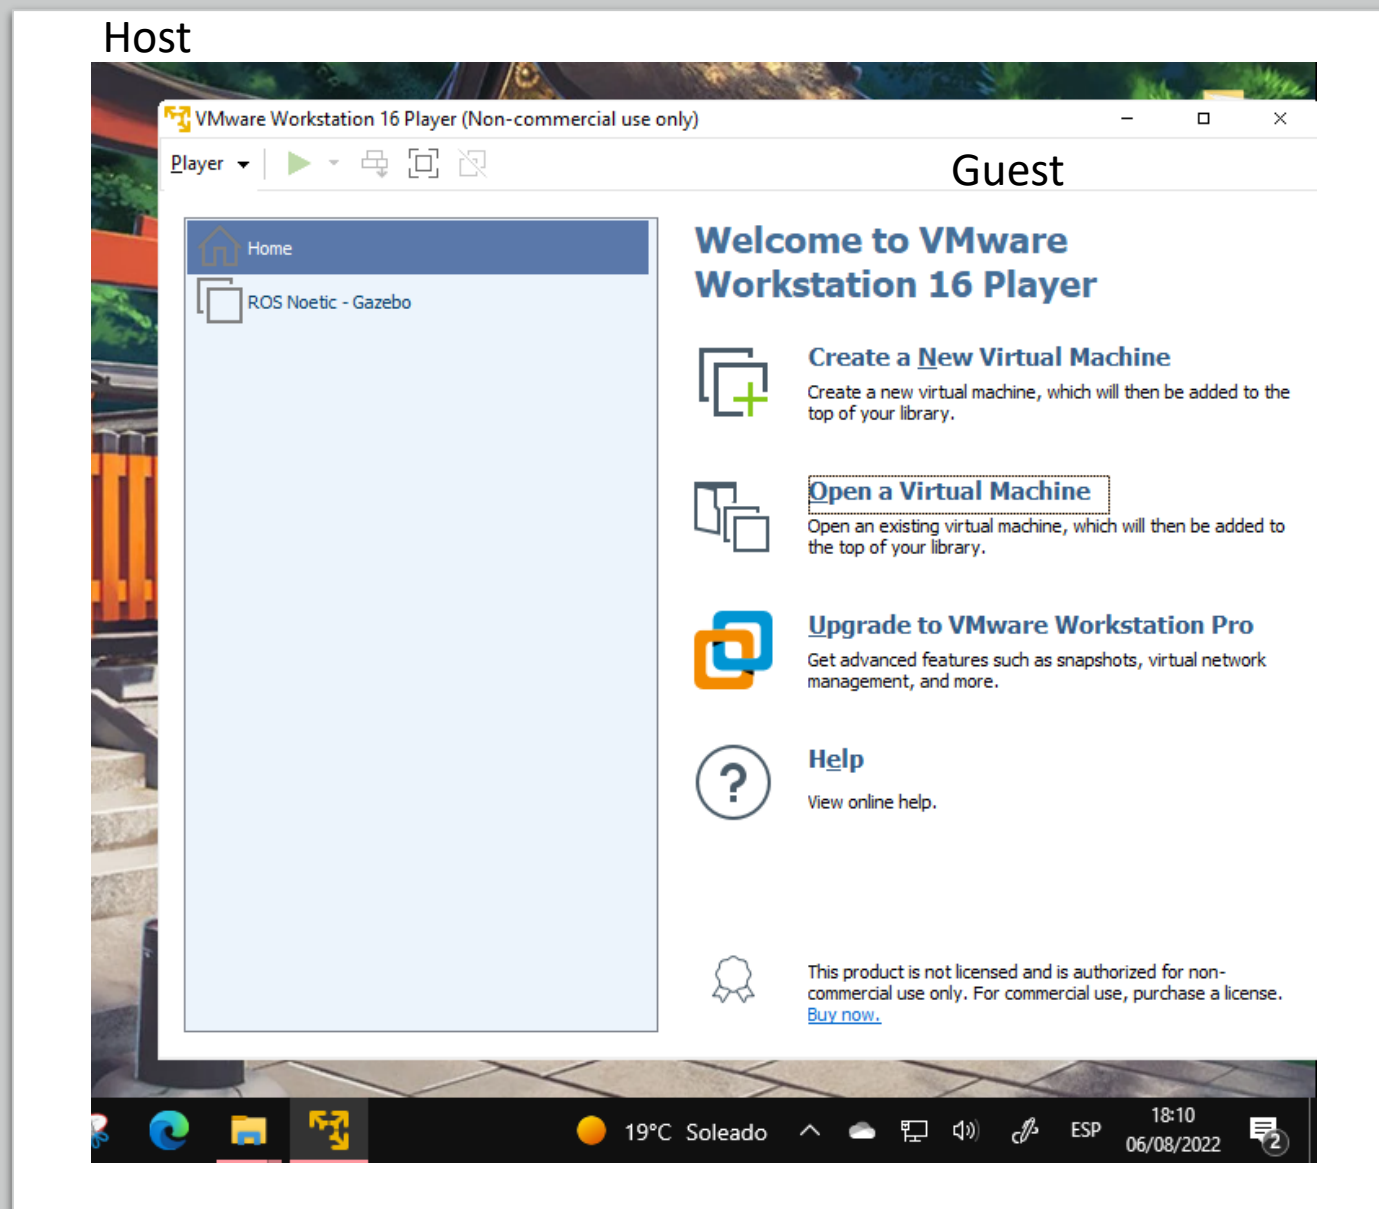 Host
VMware Workstation 16 Player (Non-commercial use only)
Player
Guest
Home
ROS Noetic - Gazebo
Welcome to VMware
Workstation 16 Player
Create a New Virtual Machine
Create a new virtual machine, which will then be added to the
top of your library.
Open a Virtual Machine
Open an existing virtual machine, which will then be added to
the top of your library.
Upgrade to VMware Workstation Pro
Get advanced features such as snapshots, virtual network
management, and more.
Help
View online help.
This product is not licensed and is authorized for non-
commercial use only. For commercial use, purchase a license.
Buy now.
19°C Soleado
ESP
18:10
06/08/2022
2